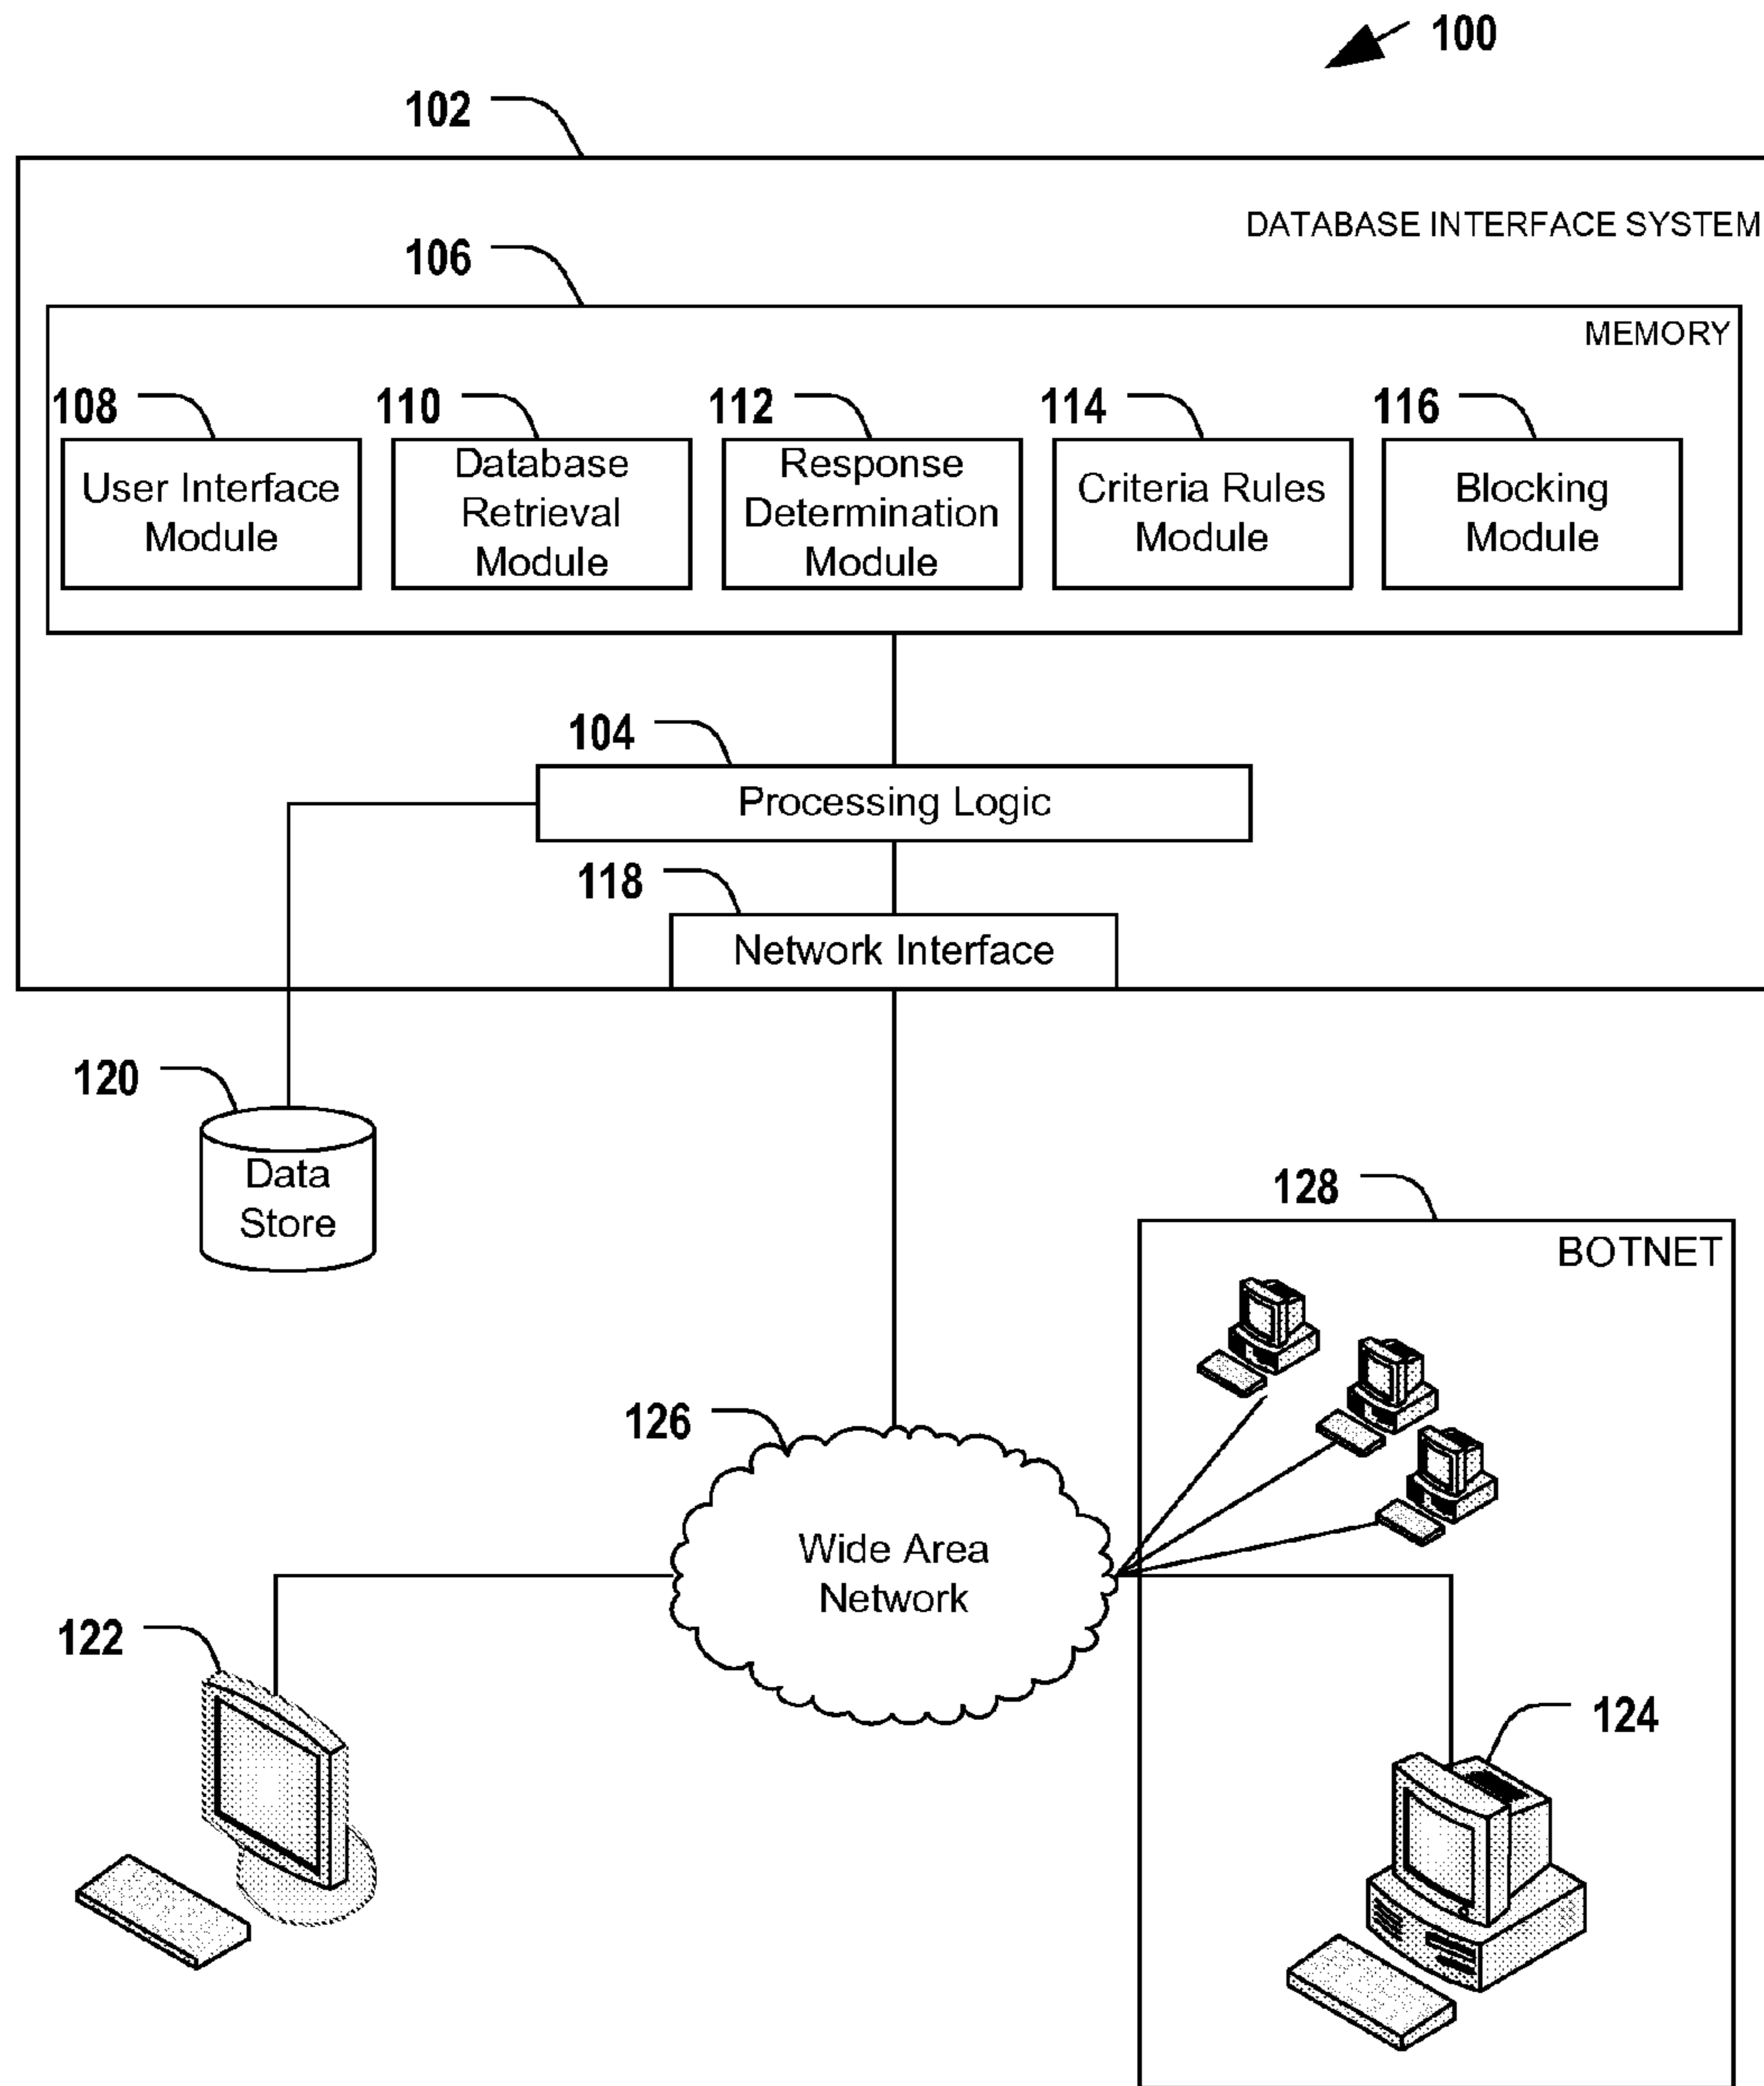 100
102
DATABASE INTERFACE SYSTEM
106
MEMORY
108
110
112
114
116
User Interface
Module
Database
Retrieval
Module
Response
Determination
Module
Criteria Rules
Module
Blocking
Module
104
Processing Logic
118
Network Interface
120
Data
Store
128
BOTNET
126
Wide Area
Network
122
124